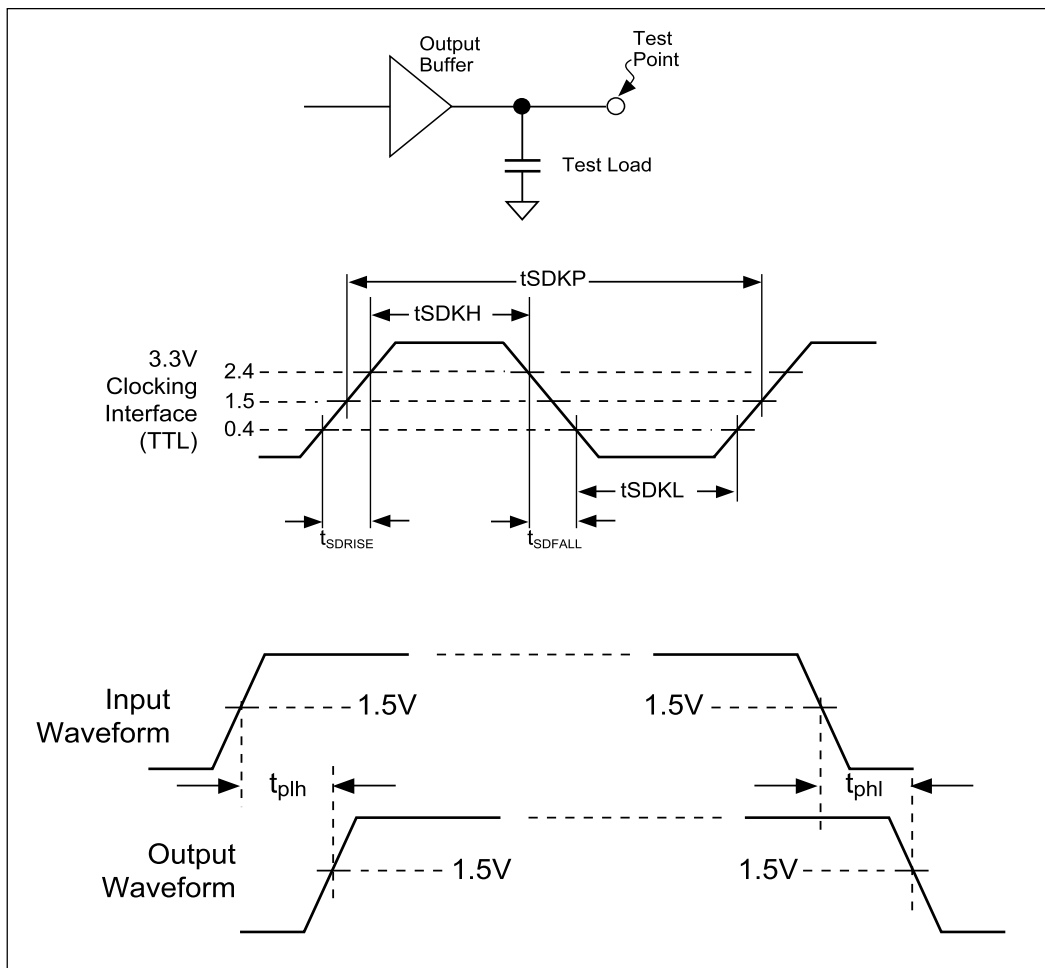 Output
Buffer
Test
Point
Test Load
tSDKP
tSDKH
3.3V
Clocking
Interface
(TTL)
2.4
1.5
0.4
tSDKL
tSDRISE
tSDFALL
Input
Waveform
1.5V
1.5V
tplh
tphl
Output
Waveform
1.5V
1.5V